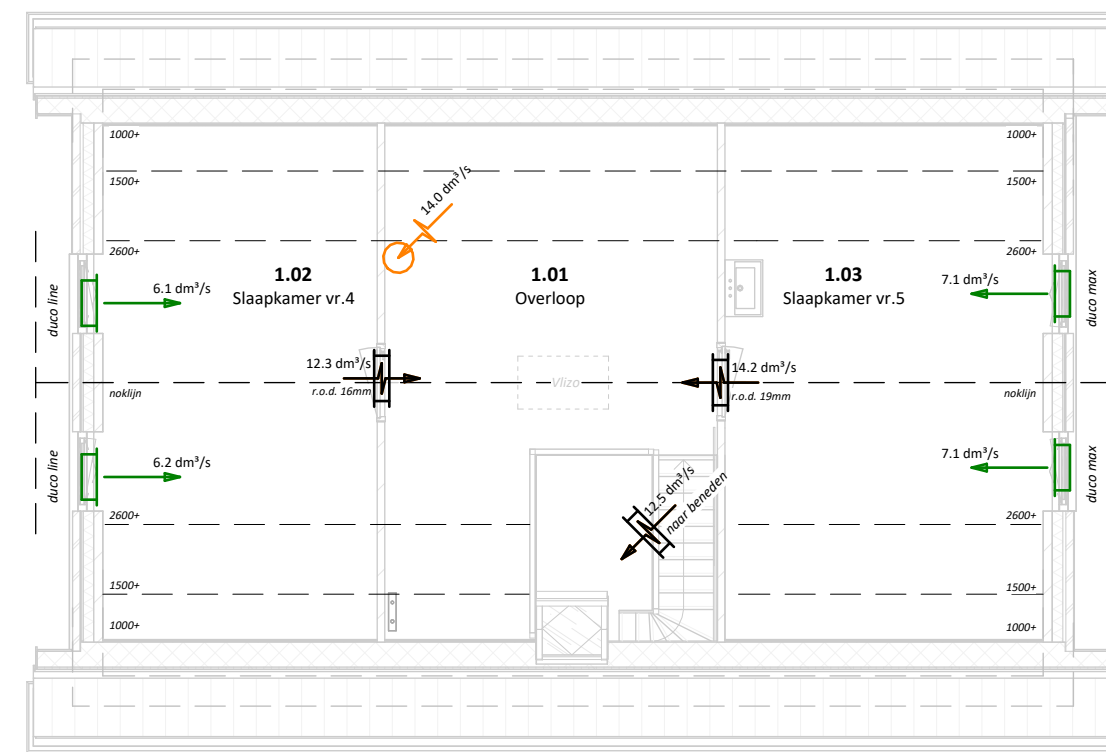 1000+
1000+
1500+
1500+
14.0 dm³/s
2600+
2600+
1.02
Slaapkamer vr.4
1.01
Overloop
1.03
Slaapkamer vr.5
duco line
6.1 dm³/s
7.1 dm³/s
duco max
12.3 dm³/s
r.o.d. 16mm
Vlizo
14.2 dm³/s
r.o.d. 19mm
noklijn
noklijn
duco line
6.2 dm³/s
7.1 dm³/s
duco max
12.5 dm³/s
naar beneden
2600+
2600+
1500+
1500+
1000+
1000+